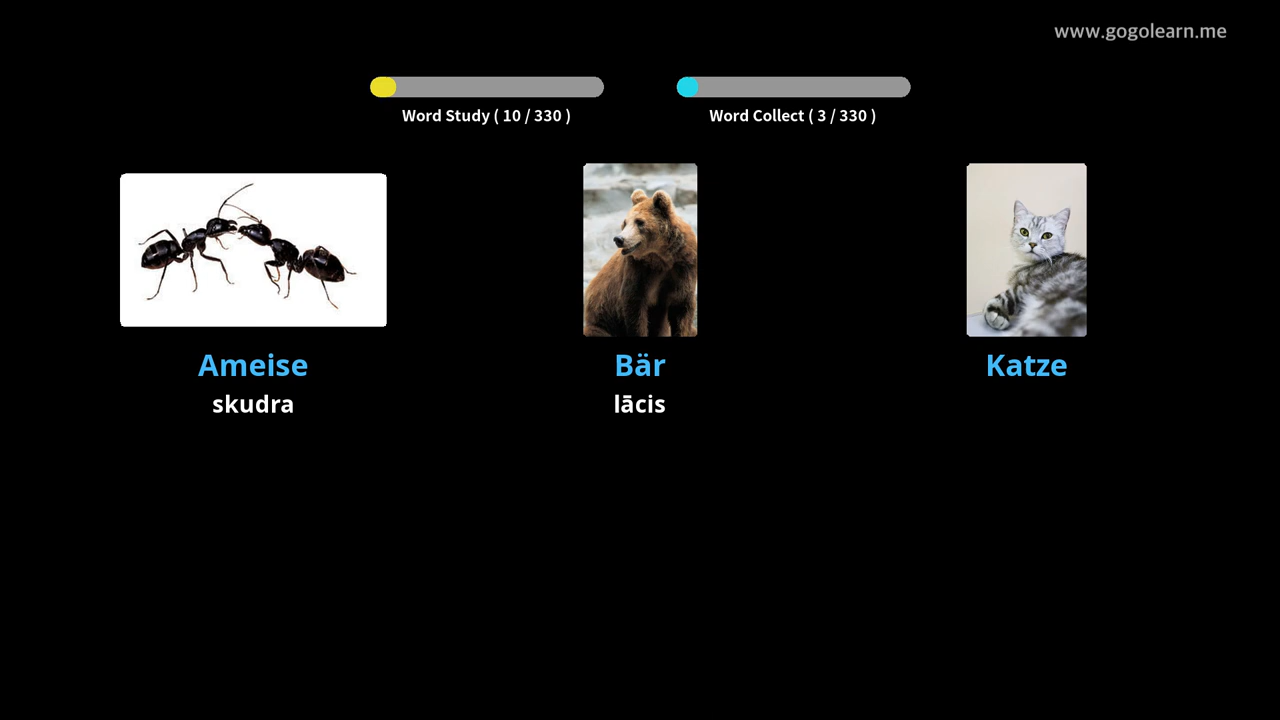 www.gogolearn.me
Word Study ( 10 / 330 )
Word Collect ( 3 / 330 )
Ameise
Bär
Katze
skudra
lācis